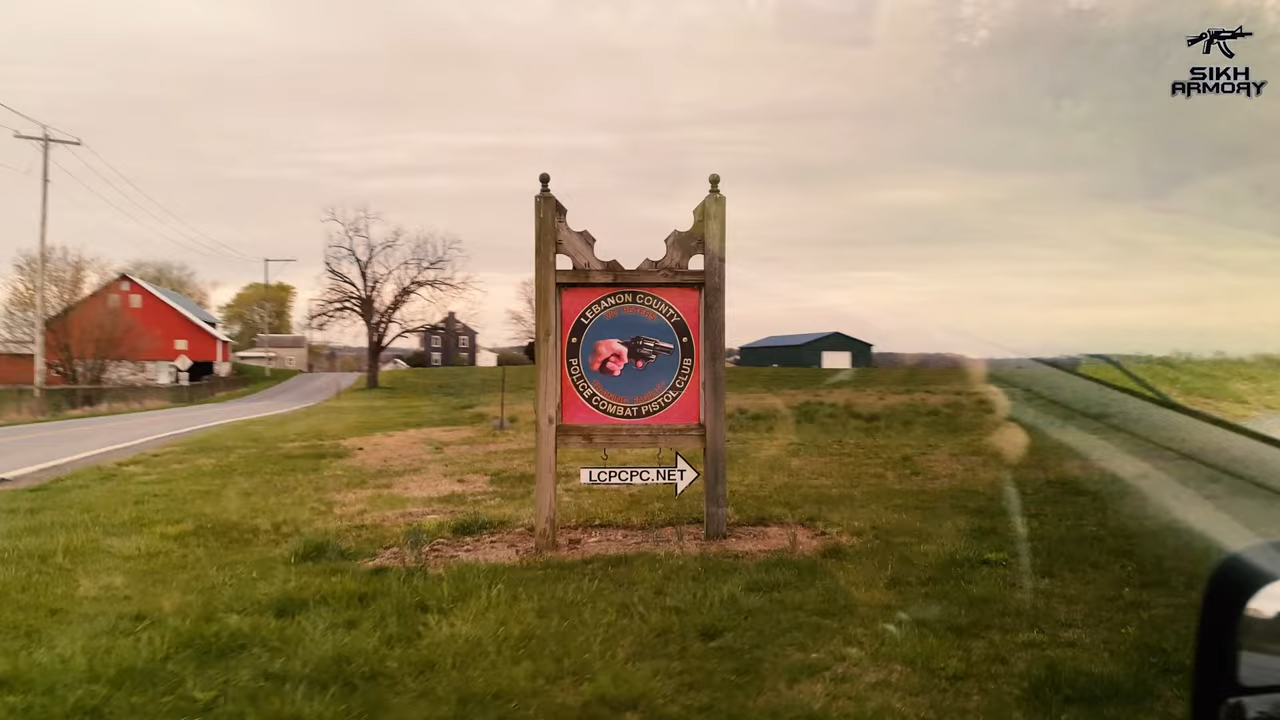 SIKH
ARMORY
LEBANON COUNTY
POLICE COMBAT PISTOL CLUB
LCPCPC.NET